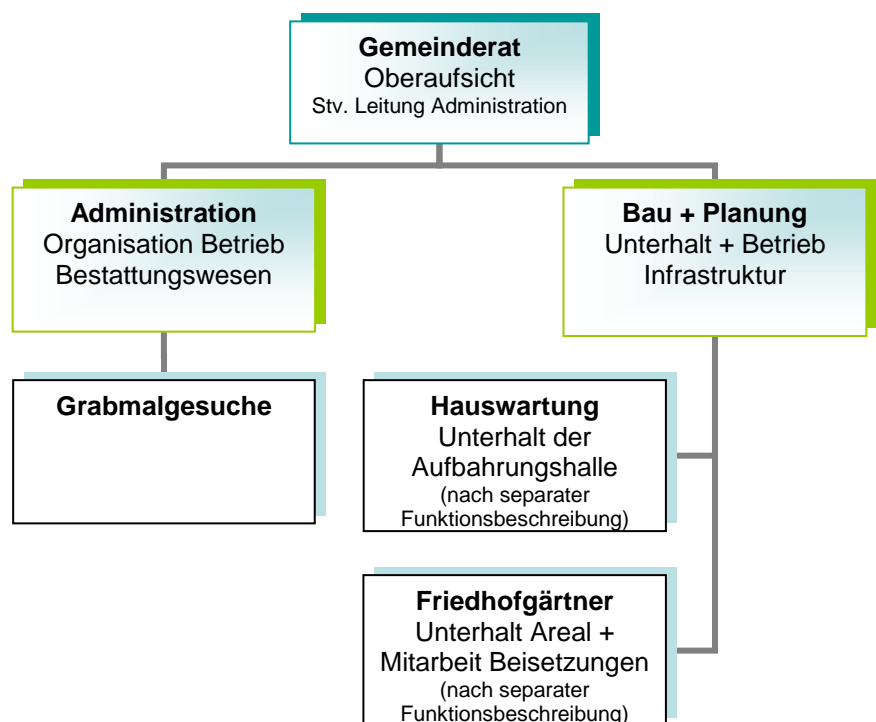 Gemeinderat
Oberaufsicht
Stv. Leitung Administration
Administration
Organisation Betrieb
Bestattungswesen
Bau + Planung
Unterhalt + Betrieb
Infrastruktur
Grabmalgesuche
Hauswartung
Unterhalt der
Aufbahrungshalle
(nach separater
Funktionsbeschreibung)
Friedhofgärtner
Unterhalt Areal +
Mitarbeit Beisetzungen
(nach separater
Funktionsbeschreibung)